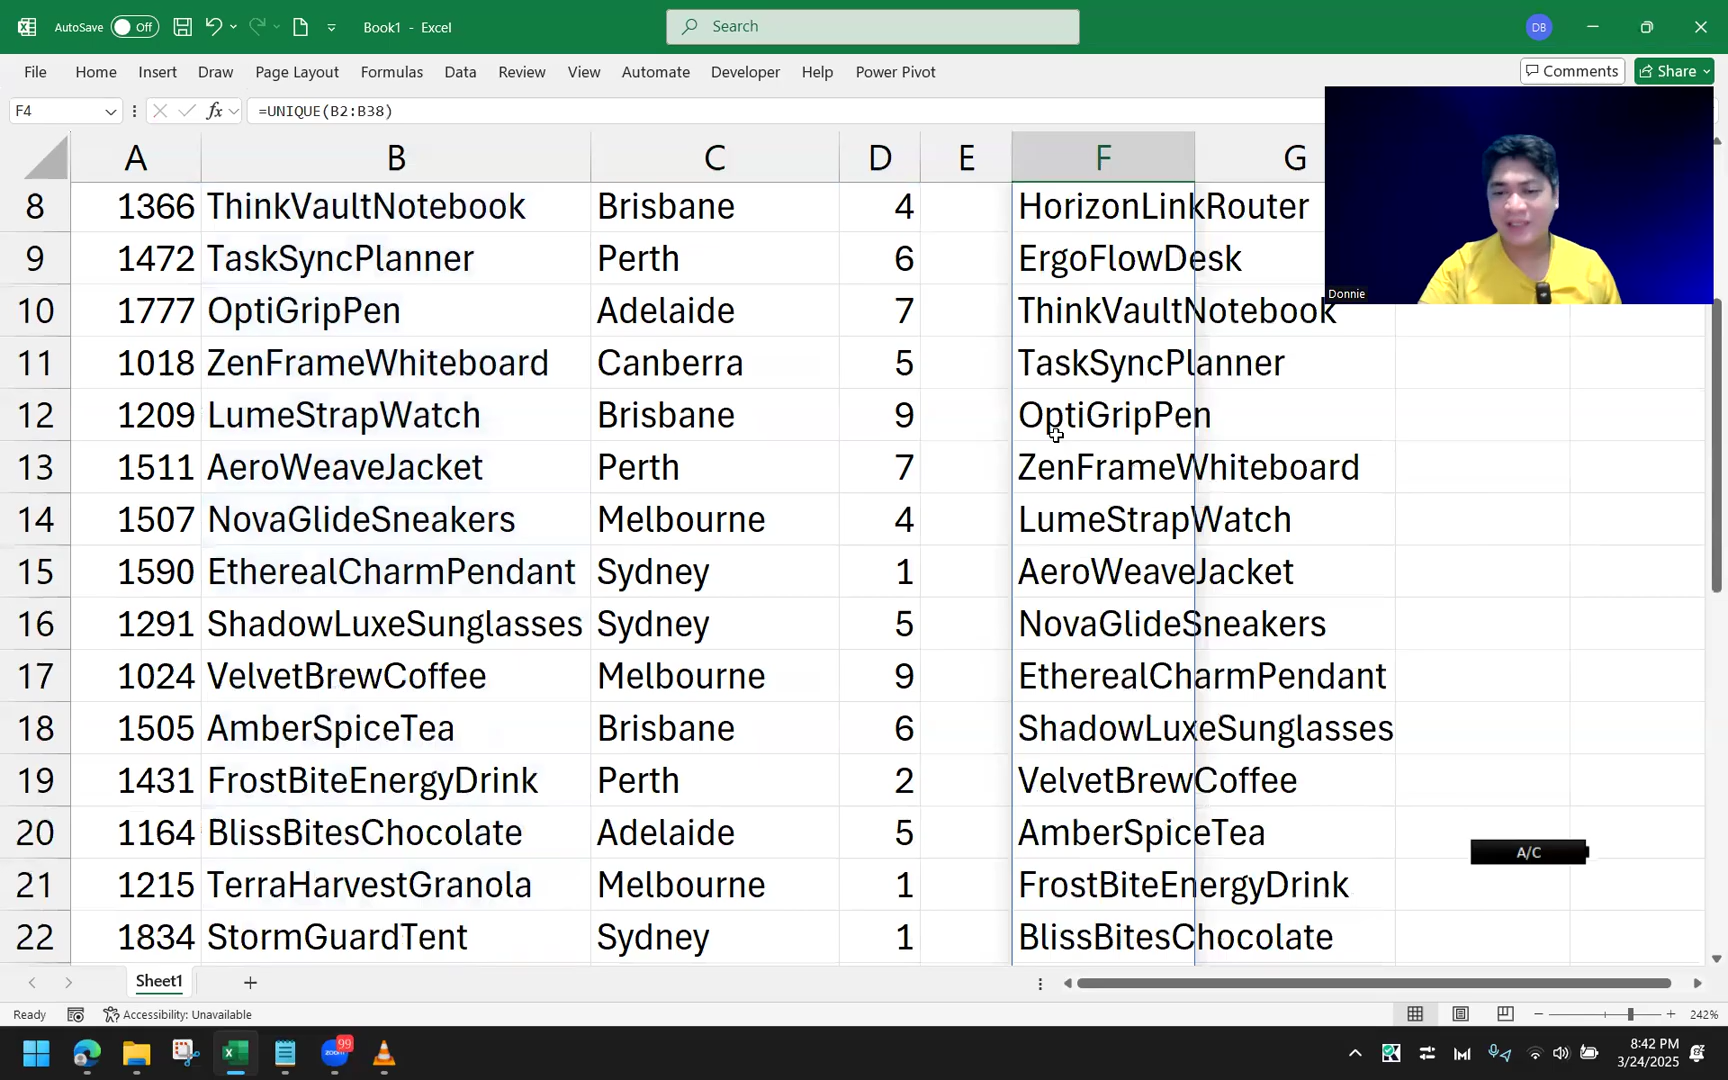 AutoSave Off Book1 - Excel Search DB
File Home Insert Draw Page Layout Formulas Data Review View Automate Developer Help Power Pivot Comments Share
F4 fx =UNIQUE(B2:B38)
A B C D E F G
8 1366 ThinkVaultNotebook Brisbane 4 HorizonLinkRouter
9 1472 TaskSyncPlanner Perth 6 ErgoFlowDesk
Donnie
10 1777 OptiGripPen Adelaide 7 ThinkVaultNotebook
11 1018 ZenFrameWhiteboard Canberra 5 TaskSyncPlanner
12 1209 LumeStrapWatch Brisbane 9 OptiGripPen
13 1511 AeroWeaveJacket Perth 7 ZenFrameWhiteboard
14 1507 NovaGlideSneakers Melbourne 4 LumeStrapWatch
15 1590 EtherealCharmPendant Sydney 1 AeroWeaveJacket
16 1291 ShadowLuxeSunglasses Sydney 5 NovaGlideSneakers
17 1024 VelvetBrewCoffee Melbourne 9 EtherealCharmPendant
18 1505 AmberSpiceTea Brisbane 6 ShadowLuxeSunglasses
19 1431 FrostBiteEnergyDrink Perth 2 VelvetBrewCoffee
20 1164 BlissBitesChocolate Adelaide 5 AmberSpiceTea
A/C
21 1215 TerraHarvestGranola Melbourne 1 FrostBiteEnergyDrink
22 1834 StormGuardTent Sydney 1 BlissBitesChocolate
Sheet1
Ready Accessibility: Unavailable 242%
zoom 99 8:42 PM
3/24/2025